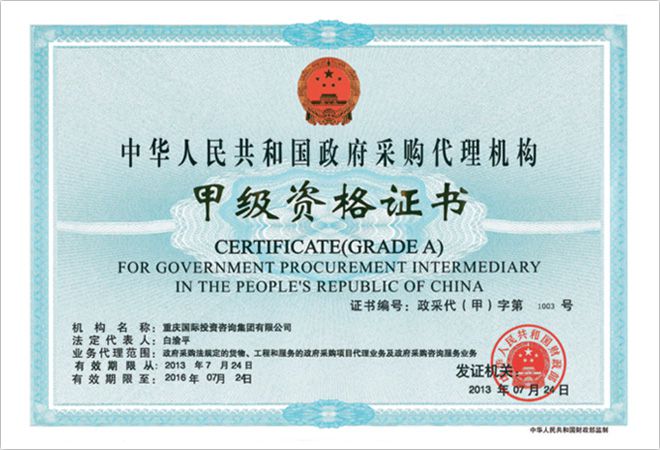 中华人民共和国政府采购代理机构
甲级资格证书
CERTIFICATE(GRADE A)
FOR GOVERNMENT PROCUREMENT INTERMEDIARY
IN THE PEOPLE'S REPUBLIC OF CHINA
证书编号：政采代（甲）字第 1003 号
机构名称：重庆国际投资咨询集团有限公司
法定代表人：白渝平
业务代理范围：政府采购法规定的货物、工程和服务的政府采购项目代理业务及政府采购咨询服务业务
有效期限从：2013 年 7 月 24 日
有效期限至：2016 年 07月 24日
中华人民共和国财政部
发证机关：
2013 年 07 月 24 日
中华人民共和国财政部监制